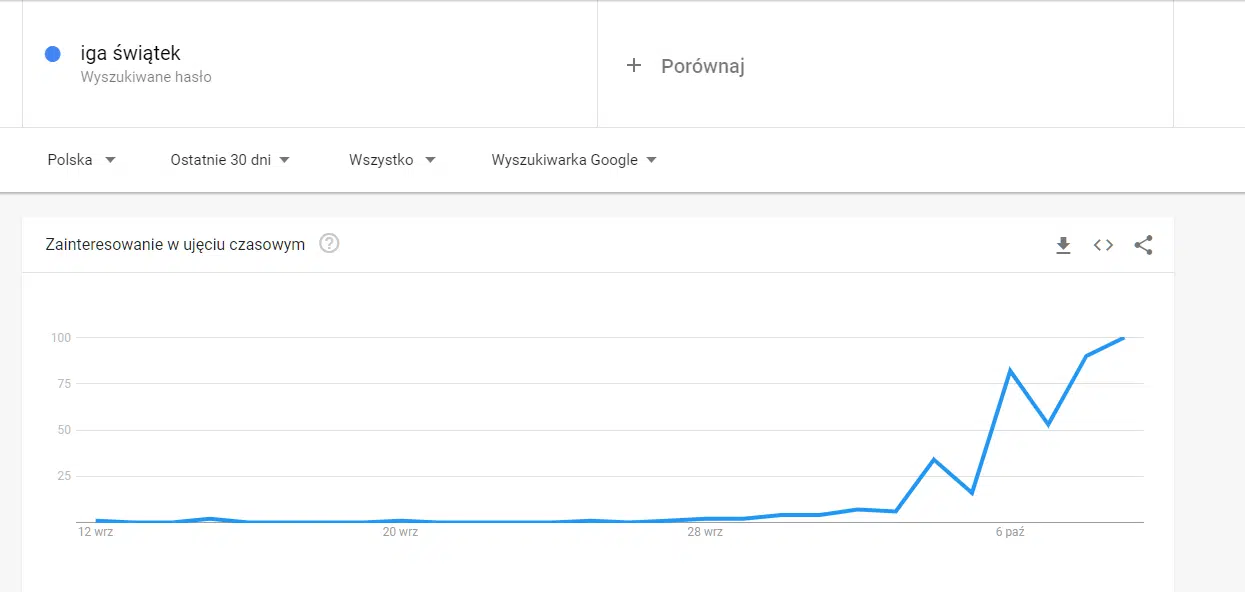 iga świątek
Wyszukiwane hasło
+ Porównaj
Polska
Ostatnie 30 dni
Wszystko
Wyszukiwarka Google
Zainteresowanie w ujęciu czasowym ?
100
75
50
25
12 wrz
20 wrz
28 wrz
6 paź